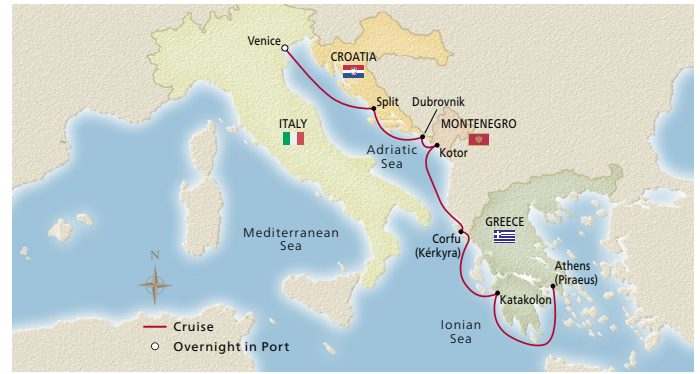 Venice
CROATIA
Split
Dubrovnik
ITALY
MONTENEGRO
Adriatic
Sea
Kotor
GREECE
Mediterranean
Sea
Corfu
(Kérkyra)
Athens
(Piraeus)
N
Katakolon
Cruise
Ionian
Sea
Overnight in Port